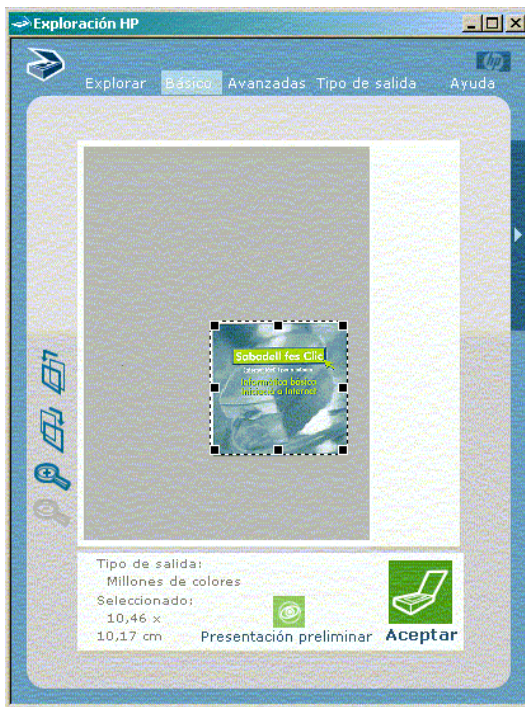 Exploración HP
hp
Explorar Básico Avanzadas Tipo de salida Ayuda
Sabadell fes Clic
Informàtica bàsica
Iniciació a Internet
Tipo de salida:
Millones de colores
Seleccionado:
10,46 x
10,17 cm
Presentación preliminar
Aceptar